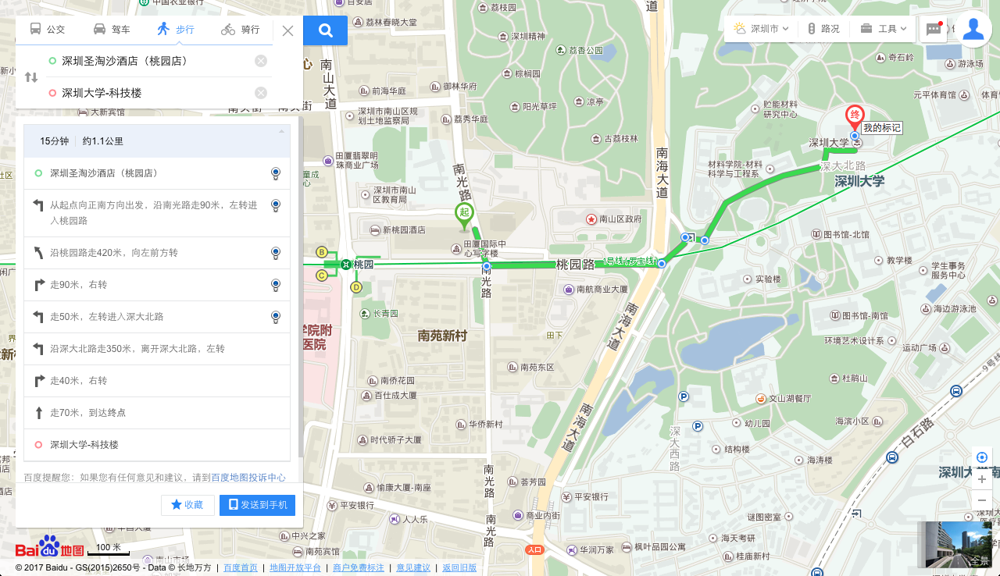 公交 驾车 步行 骑行
深圳圣淘沙酒店（桃园店）
深圳大学-科技楼
15分钟 约1.1公里
深圳圣淘沙酒店（桃园店）
从起点向正南方向出发，沿南光路走90米，左转进
入桃园路
沿桃园路走420米，向左前方转
走90米，右转
走50米，左转进入深大北路
沿深大北路走350米，离开深大北路，左转
走40米，右转
走70米，到达终点
深圳大学-科技楼
百度提醒您：如果您有任何意见和建议，请到百度地图投诉中心
收藏 发送到手机
Bai du 地图
100 米
© 2017 Baidu - GS(2015)2650号 - Data © 长地万方 | 百度首页 | 地图开放平台 | 商户免费标注 | 意见建议 | 返回旧版
深圳市 路况 工具
中国农业银行
百安居
荔林春晓大堂
荔枝园
深圳精神
荔香公园
棕榈园
阳光草坪
凉亭
古荔枝林
南山大道
前海华庭
御林华府
深圳市南山区规
划土地监察局
荔秀华庭
大新宾馆
田厦翡翠明
珠商业广场
深圳市南山
区教育局
南光路
南海大道
新桃园酒店
起
田厦国际中
心写字楼
南山区政府
桃园
B
C
D
桃园路
1号线(罗宝线)
南光路
南航商业大厦
长青园
学院附
医院
南苑新村
田下
南苑东区
南侨花园
百仕成大厦
华侨新村
时代骄子大厦
南海大道
南海大道
南光路
南光路
愉康大厦-南座
荟芳园
平安银行
平安银行
人人乐
商业内街
中兴之家
南苑宾馆
南山市场
入口
华润万家
枫叶园品公寓
奇石岭
游泳场
元平体育馆
体育场
贮能材料
研究中心
终
我的标记
深圳大学
深大北路
深圳大学
材料学院-材料
科学与工程系
图书馆-北馆
教学楼
学生事务
服务中心
实验楼
海边游泳池
图书馆-南馆
环境艺术设计系
运动广场
杜鹃山
文山湖餐厅
9号线
P
P
幼儿园
海滨小区
白石路
深大西路
结构楼
海涛楼
谜图密室
海天考研
桂庙新村
全景